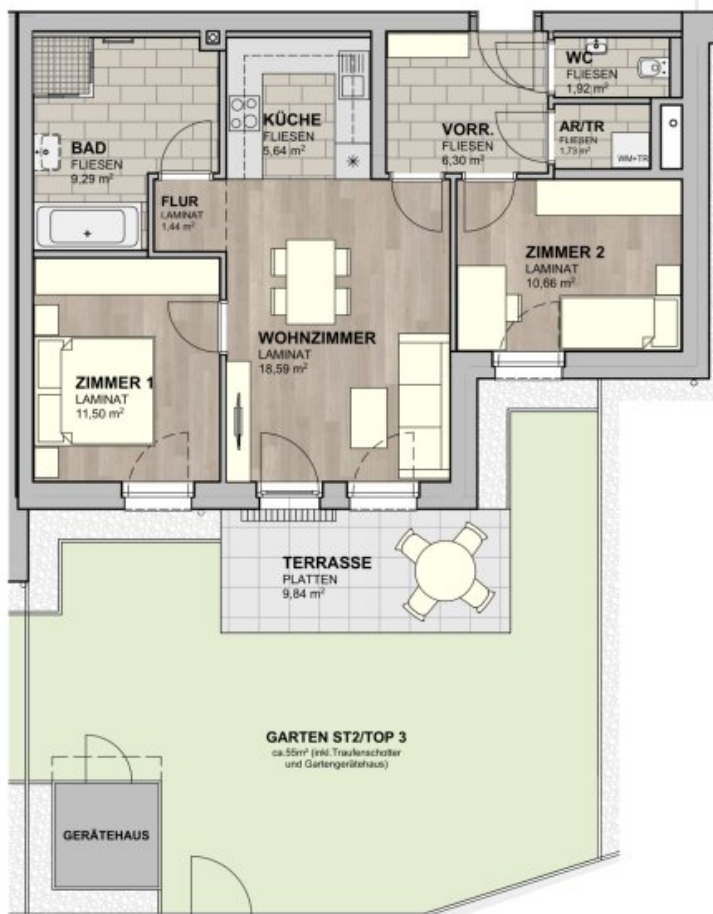 WC
FLIESEN
1,92 m²
KÜCHE
FLIESEN
5,64 m²
VORR.
FLIESEN
6,30 m²
AR/TR
FLIESEN
1,73 m²
WM+TR
BAD
FLIESEN
9,29 m²
FLUR
LAMINAT
1,44 m²
ZIMMER 2
LAMINAT
10,66 m²
WOHNZIMMER
LAMINAT
18,59 m²
ZIMMER 1
LAMINAT
11,50 m²
TERRASSE
PLATTEN
9,84 m²
GARTEN ST2/TOP 3
ca.55m² (inkl.Traufenschotter
und Gartengerätehaus)
GERÄTEHAUS